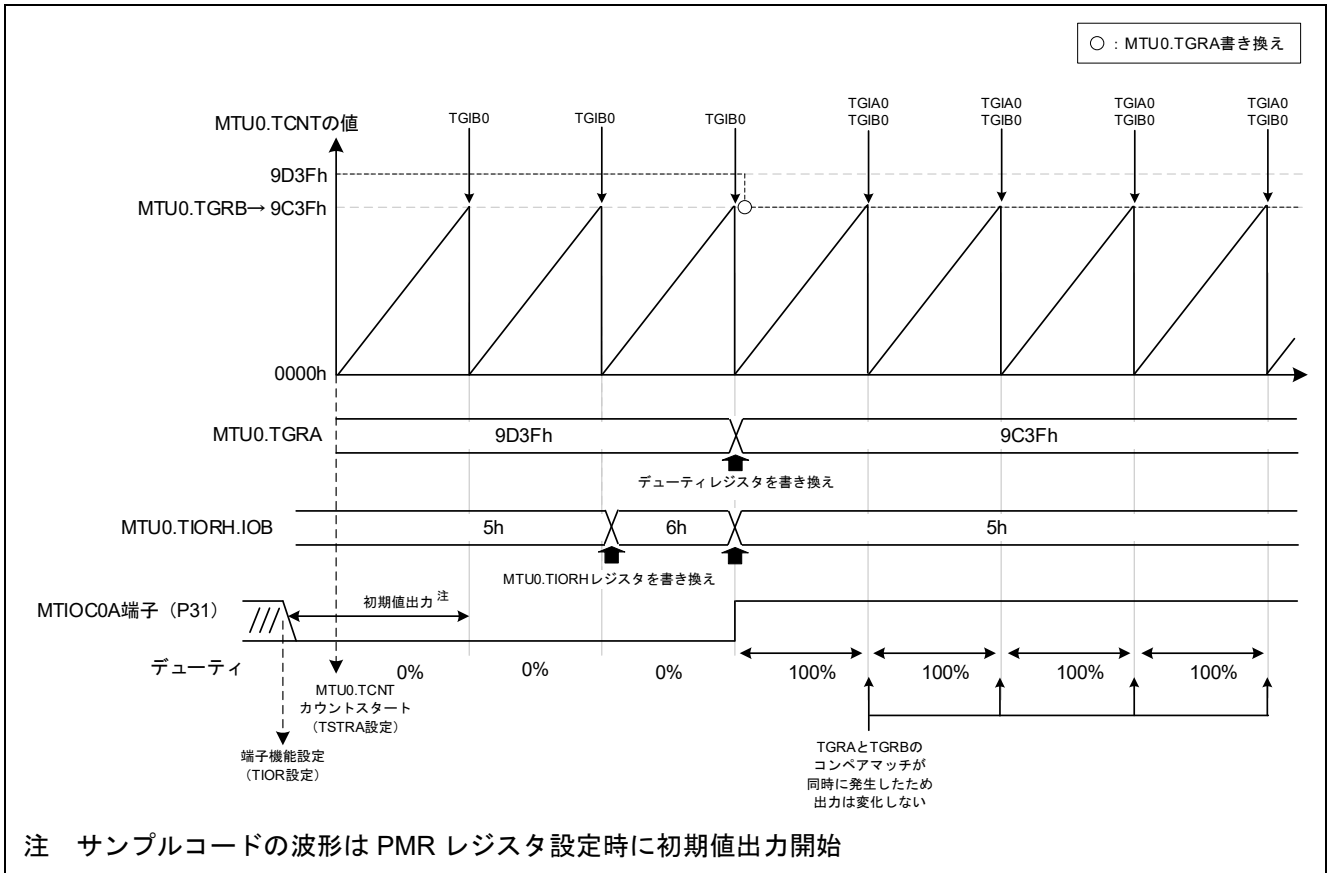 ○ : MTU0.TGRA書き換え
MTU0.TCNTの値
TGIB0
TGIB0
TGIB0
TGIA0
TGIB0
TGIA0
TGIB0
TGIA0
TGIB0
TGIA0
TGIB0
9D3Fh
MTU0.TGRB→ 9C3Fh
0000h
MTU0.TGRA
9D3Fh
9C3Fh
デューティレジスタを書き換え
MTU0.TIORH.IOB
5h
6h
5h
MTU0.TIORHレジスタを書き換え
MTIOC0A端子（P31）
初期値出力 注
デューティ
0%
0%
0%
100%
100%
100%
100%
MTU0.TCNT
カウントスタート
（TSTRA設定）
端子機能設定
（TIOR設定）
TGRAとTGRBの
コンペアマッチが
同時に発生したため
出力は変化しない
注 サンプルコードの波形は PMR レジスタ設定時に初期値出力開始